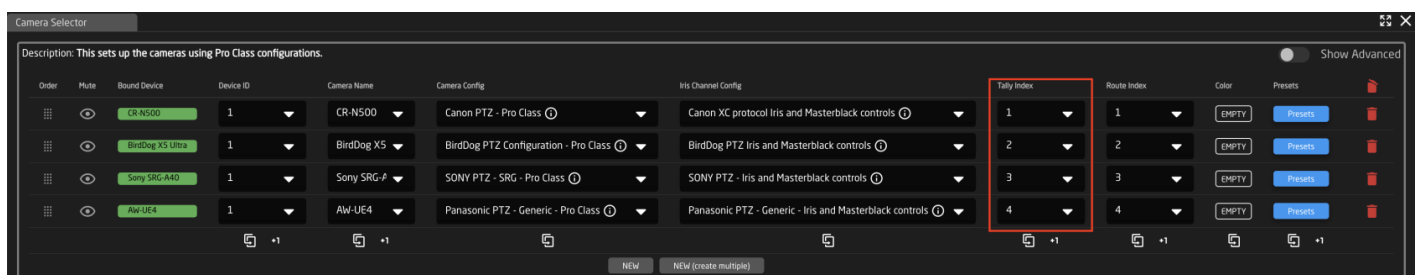 Camera Selector
Description: This sets up the cameras using Pro Class configurations.
Show Advanced
Order Mute Bound Device Device ID Camera Name Camera Config Iris Channel Config Tally Index Route Index Color Presets
CR-N500 1 CR-N500 Canon PTZ - Pro Class Canon XC protocol Iris and Masterblack controls 1 1 EMPTY Presets
BirdDog X5 Ultra 1 BirdDog X5 BirdDog PTZ Configuration - Pro Class BirdDog PTZ Iris and Masterblack controls 2 2 EMPTY Presets
Sony SRG-A40 1 Sony SRG-A SONY PTZ - SRG - Pro Class SONY PTZ - Iris and Masterblack controls 3 3 EMPTY Presets
AW-UE4 1 AW-UE4 Panasonic PTZ - Generic - Pro Class Panasonic PTZ - Generic - Iris and Masterblack controls 4 4 EMPTY Presets
+1 +1 +1 +1 +1
NEW NEW (create multiple)